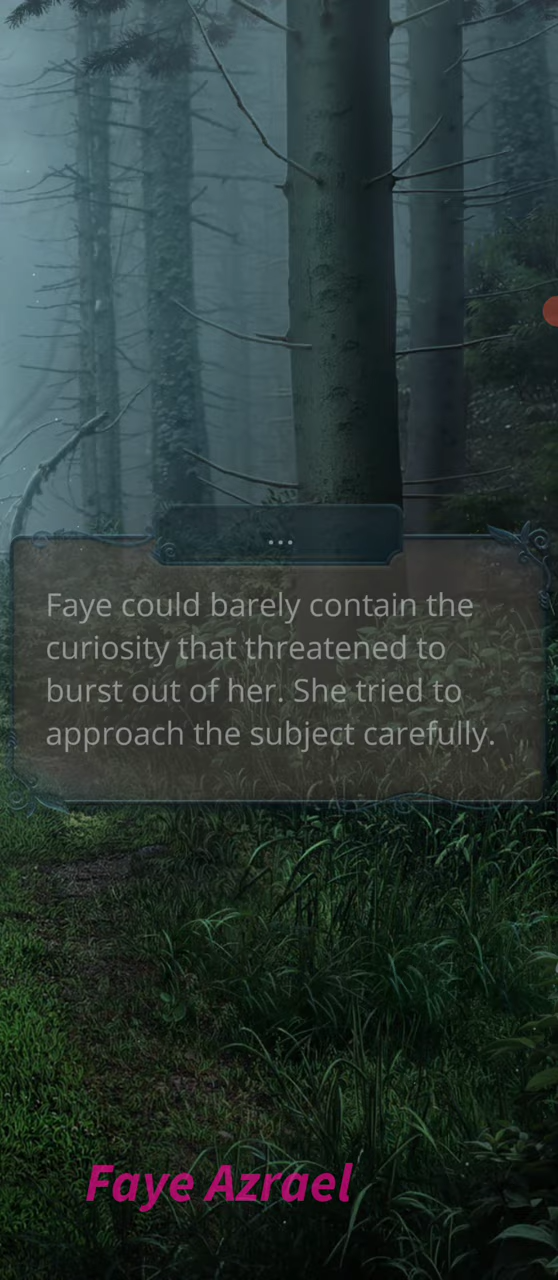 ...
Faye could barely contain the
curiosity that threatened to
burst out of her. She tried to
approach the subject carefully.
Faye Azrael